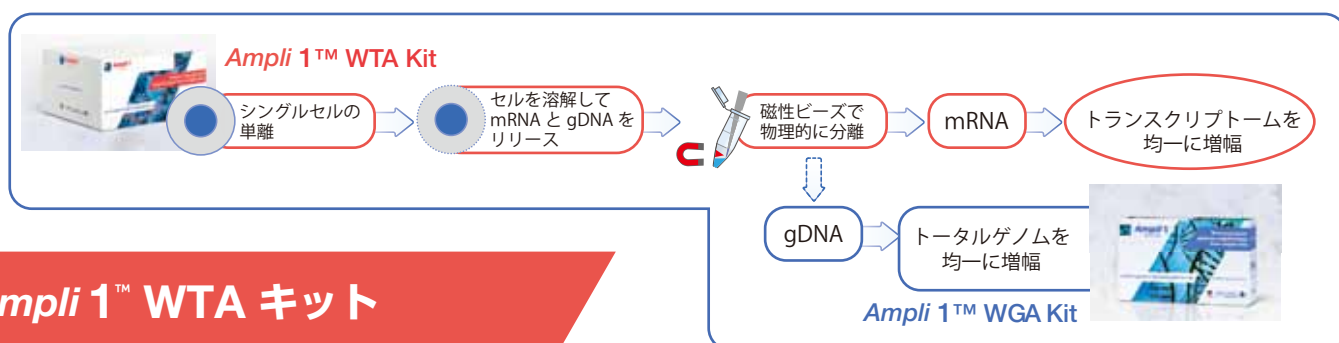 Ampli 1™ WTA Kit
シングルセルの
単離
セルを溶解して
mRNA と gDNA を
リリース
磁性ビーズで
物理的に分離
mRNA
トランスクリプトームを
均一に増幅
gDNA
トータルゲノムを
均一に増幅
Ampli 1
Ampli 1™ WGA Kit
mpli 1™ WTA キット